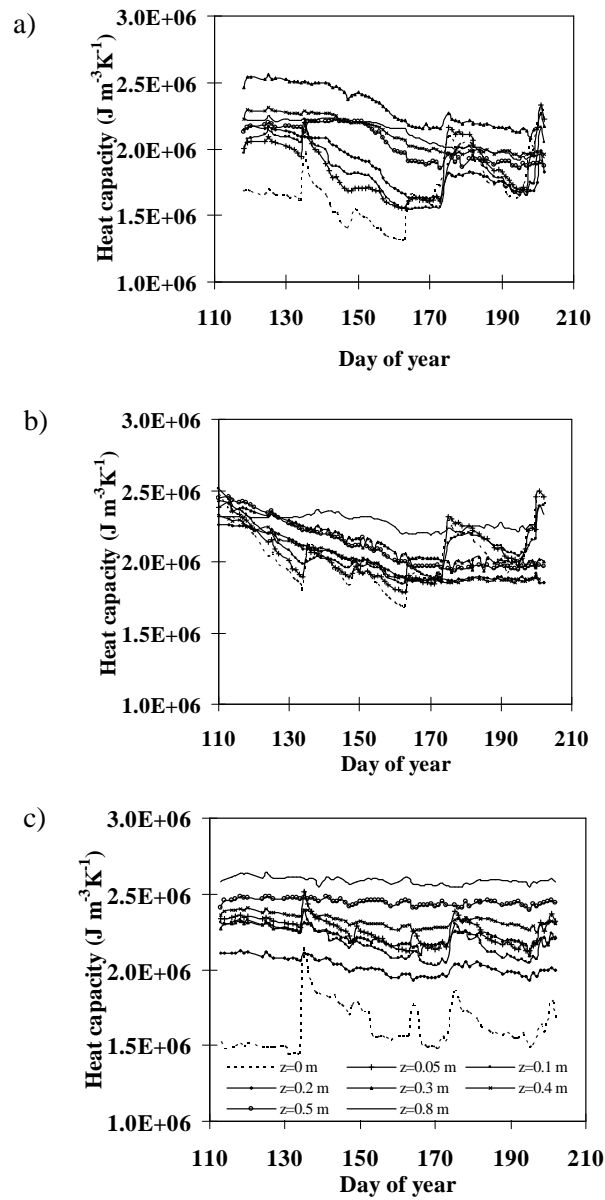 a)
3.0E+06
2.5E+06
2.0E+06
1.5E+06
1.0E+06
Heat capacity (J m⁻³K⁻¹)
110 130 150 170 190 210
Day of year
b)
3.0E+06
2.5E+06
2.0E+06
1.5E+06
1.0E+06
Heat capacity (J m⁻³K⁻¹)
110 130 150 170 190 210
Day of year
c)
3.0E+06
2.5E+06
2.0E+06
1.5E+06
1.0E+06
Heat capacity (J m⁻³K⁻¹)
z=0 m z=0.05 m z=0.1 m
z=0.2 m z=0.3 m z=0.4 m
z=0.5 m z=0.8 m
110 130 150 170 190 210
Day of year